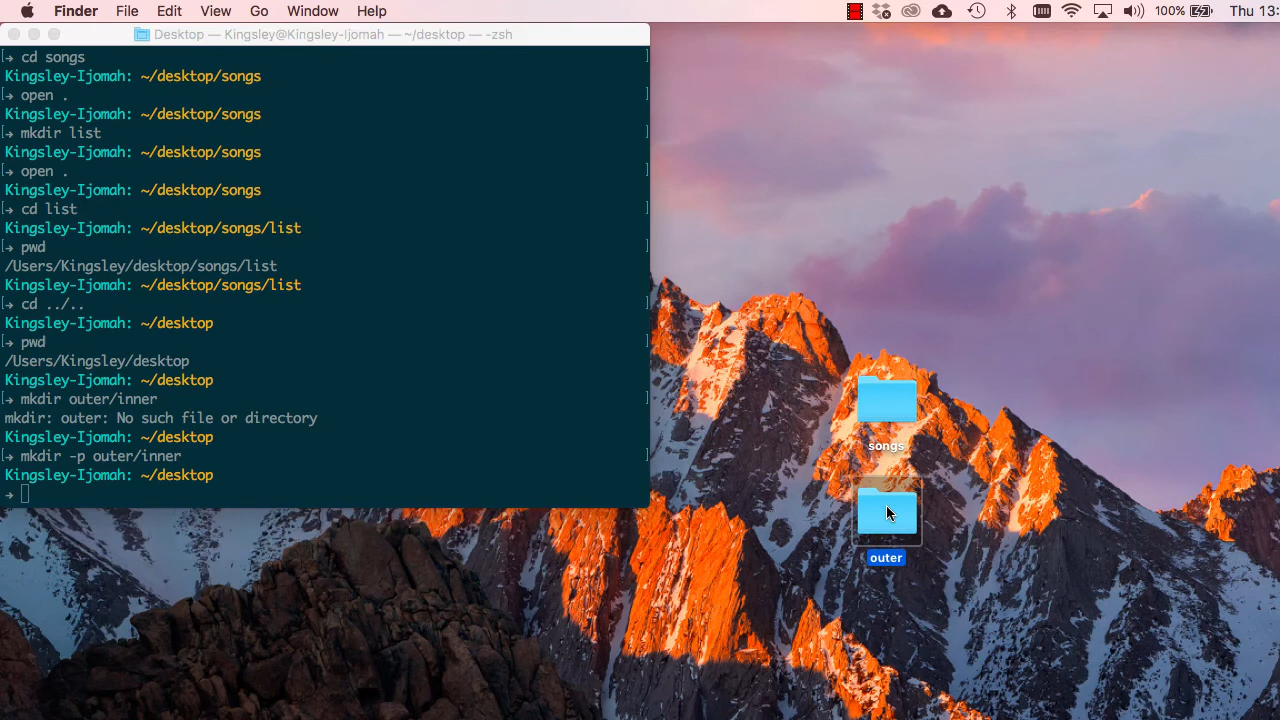 Finder File Edit View Go Window Help 100% Thu 13:
Desktop — Kingsley@Kingsley-Ijomah — ~/desktop — -zsh
[→ cd songs ]
Kingsley-Ijomah: ~/desktop/songs
[→ open . ]
Kingsley-Ijomah: ~/desktop/songs
[→ mkdir list ]
Kingsley-Ijomah: ~/desktop/songs
[→ open . ]
Kingsley-Ijomah: ~/desktop/songs
[→ cd list ]
Kingsley-Ijomah: ~/desktop/songs/list
[→ pwd ]
/Users/Kingsley/desktop/songs/list
Kingsley-Ijomah: ~/desktop/songs/list
[→ cd ../.. ]
Kingsley-Ijomah: ~/desktop
[→ pwd ]
/Users/Kingsley/desktop
Kingsley-Ijomah: ~/desktop
[→ mkdir outer/inner ]
mkdir: outer: No such file or directory
Kingsley-Ijomah: ~/desktop
[→ mkdir -p outer/inner ]
Kingsley-Ijomah: ~/desktop
→
songs
outer